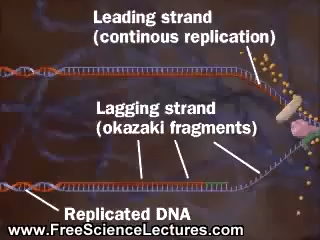 Leading strand
(continous replication)
Lagging strand
(okazaki fragments)
Replicated DNA
www.FreeScienceLectures.com